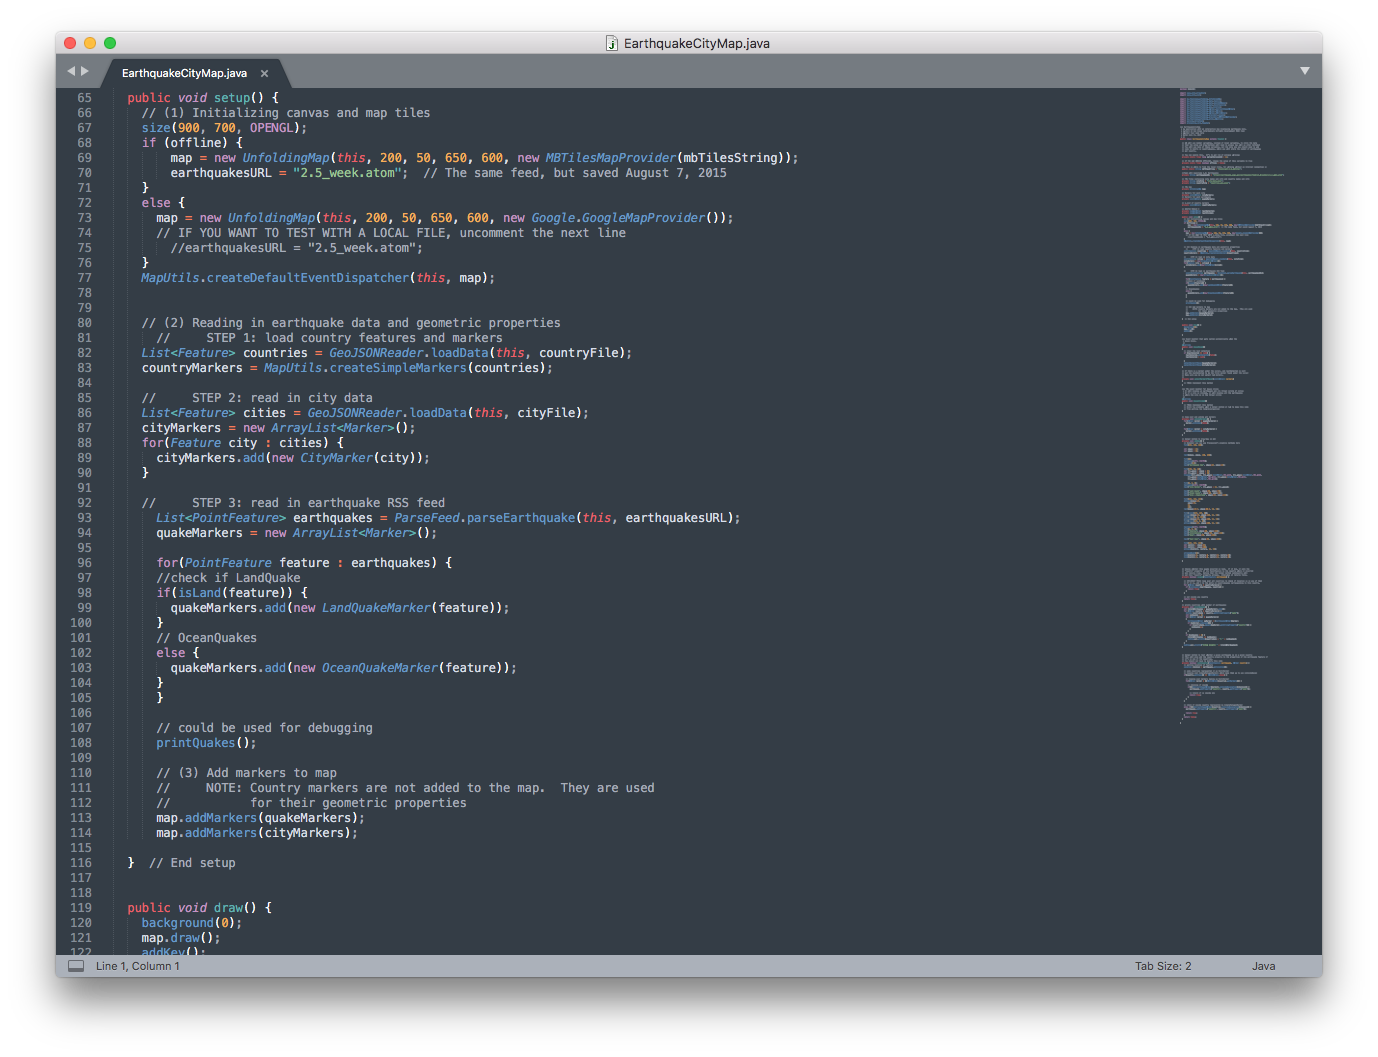 EarthquakeCityMap.java
EarthquakeCityMap.java ×
65 public void setup() {
66 // (1) Initializing canvas and map tiles
67 size(900, 700, OPENGL);
68 if (offline) {
69 map = new UnfoldingMap(this, 200, 50, 650, 600, new MBTilesMapProvider(mbTilesString));
70 earthquakesURL = "2.5_week.atom";  // The same feed, but saved August 7, 2015
71 }
72 else {
73 map = new UnfoldingMap(this, 200, 50, 650, 600, new Google.GoogleMapProvider());
74 // IF YOU WANT TO TEST WITH A LOCAL FILE, uncomment the next line
75 //earthquakesURL = "2.5_week.atom";
76 }
77 MapUtils.createDefaultEventDispatcher(this, map);
78
79
80 // (2) Reading in earthquake data and geometric properties
81 //     STEP 1: load country features and markers
82 List<Feature> countries = GeoJSONReader.loadData(this, countryFile);
83 countryMarkers = MapUtils.createSimpleMarkers(countries);
84
85 //     STEP 2: read in city data
86 List<Feature> cities = GeoJSONReader.loadData(this, cityFile);
87 cityMarkers = new ArrayList<Marker>();
88 for(Feature city : cities) {
89 cityMarkers.add(new CityMarker(city));
90 }
91
92 //     STEP 3: read in earthquake RSS feed
93 List<PointFeature> earthquakes = ParseFeed.parseEarthquake(this, earthquakesURL);
94 quakeMarkers = new ArrayList<Marker>();
95
96 for(PointFeature feature : earthquakes) {
97 //check if LandQuake
98 if(isLand(feature)) {
99 quakeMarkers.add(new LandQuakeMarker(feature));
100 }
101 // OceanQuakes
102 else {
103 quakeMarkers.add(new OceanQuakeMarker(feature));
104 }
105 }
106
107 // could be used for debugging
108 printQuakes();
109
110 // (3) Add markers to map
111 //     NOTE: Country markers are not added to the map.  They are used
112 //           for their geometric properties
113 map.addMarkers(quakeMarkers);
114 map.addMarkers(cityMarkers);
115
116 }  // End setup
117
118
119 public void draw() {
120 background(0);
121 map.draw();
122 addKey();
Line 1, Column 1
Tab Size: 2
Java